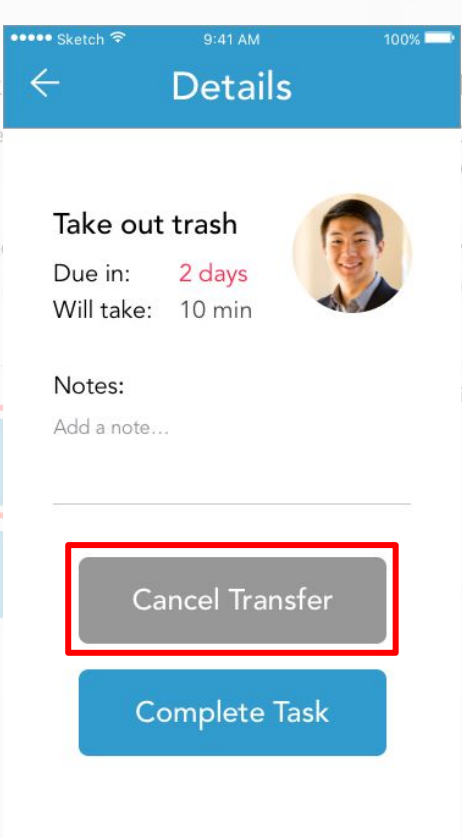 Sketch 9:41 AM 100%
Details
Take out trash
Due in: 2 days
Will take: 10 min
Notes:
Add a note...
Cancel Transfer
Complete Task